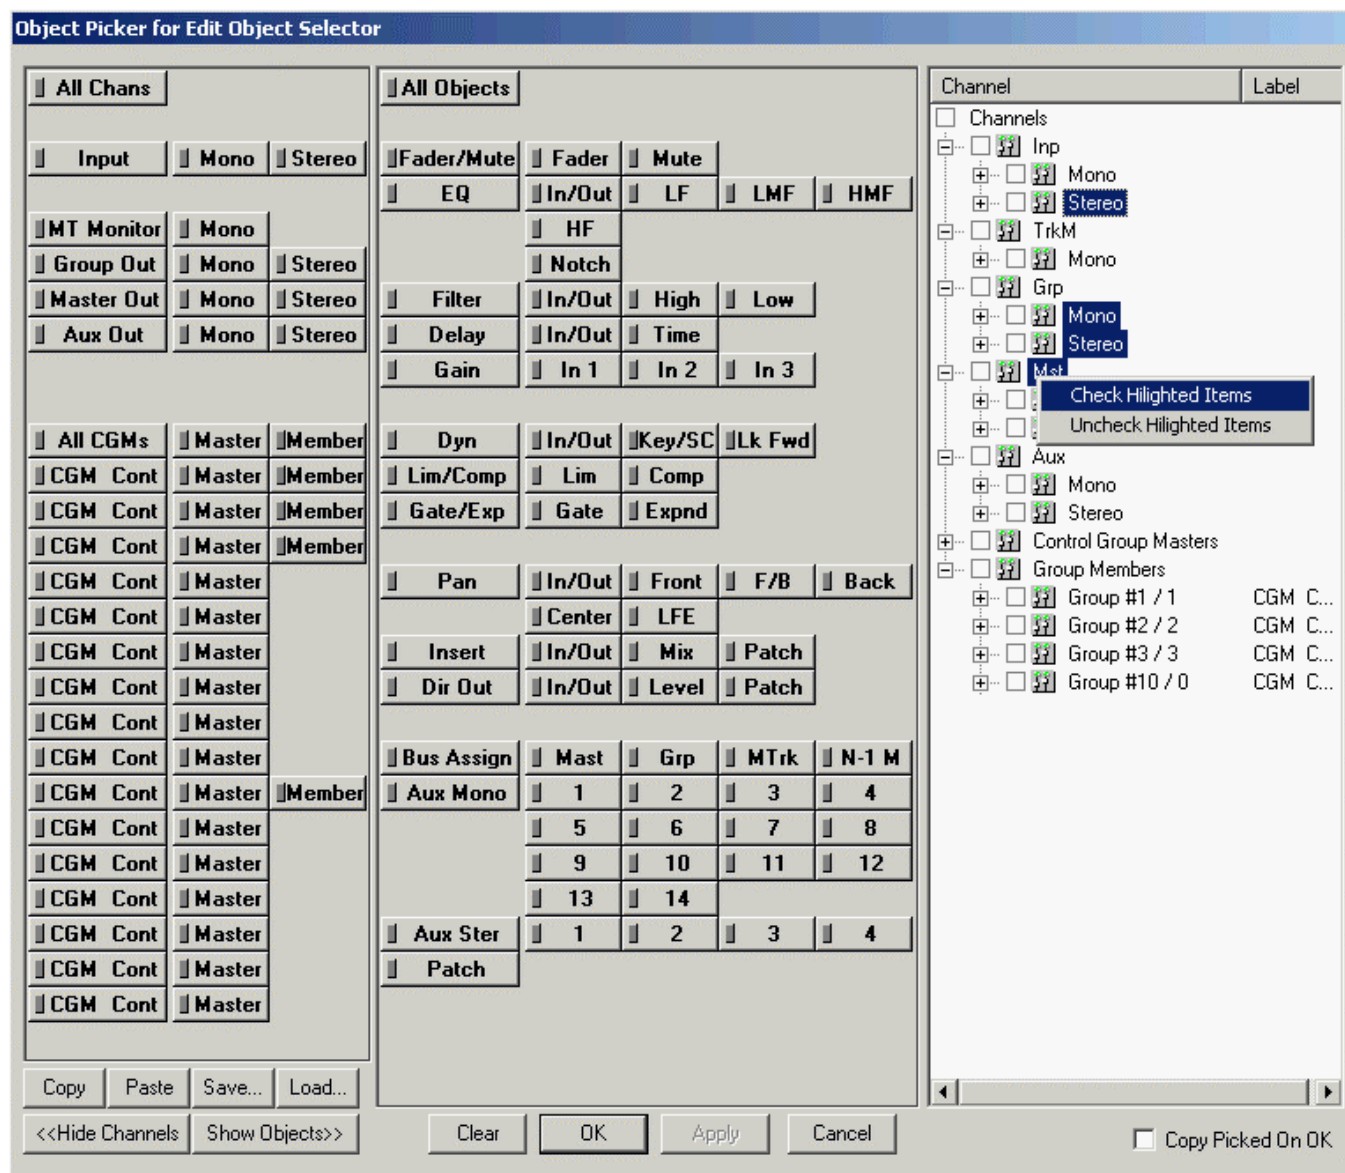 Object Picker for Edit Object Selector
All Chans
Input Mono Stereo
MT Monitor Mono
Group Out Mono Stereo
Master Out Mono Stereo
Aux Out Mono Stereo
All CGMs Master Member
CGM Cont Master Member
CGM Cont Master Member
CGM Cont Master Member
CGM Cont Master
CGM Cont Master
CGM Cont Master
CGM Cont Master
CGM Cont Master
CGM Cont Master
CGM Cont Master Member
CGM Cont Master
CGM Cont Master
CGM Cont Master
CGM Cont Master
CGM Cont Master
CGM Cont Master
Copy Paste Save... Load...
<<Hide Channels Show Objects>>
All Objects
Fader/Mute Fader Mute
EQ In/Out LF LMF HMF
HF
Notch
Filter In/Out High Low
Delay In/Out Time
Gain In 1 In 2 In 3
Dyn In/Out Key/SC Lk Fwd
Lim/Comp Lim Comp
Gate/Exp Gate Expnd
Pan In/Out Front F/B Back
Center LFE
Insert In/Out Mix Patch
Dir Out In/Out Level Patch
Bus Assign Mast Grp MTrk N-1 M
Aux Mono 1 2 3 4
5 6 7 8
9 10 11 12
13 14
Aux Ster 1 2 3 4
Patch
Clear OK Apply Cancel
Channel Label
Channels
Inp
Mono
Stereo
TrkM
Mono
Grp
Mono
Stereo
Mst
Check Hilighted Items
Uncheck Hilighted Items
Aux
Mono
Stereo
Control Group Masters
Group Members
Group #1 / 1 CGM C...
Group #2 / 2 CGM C...
Group #3 / 3 CGM C...
Group #10 / 0 CGM C...
Copy Picked On OK